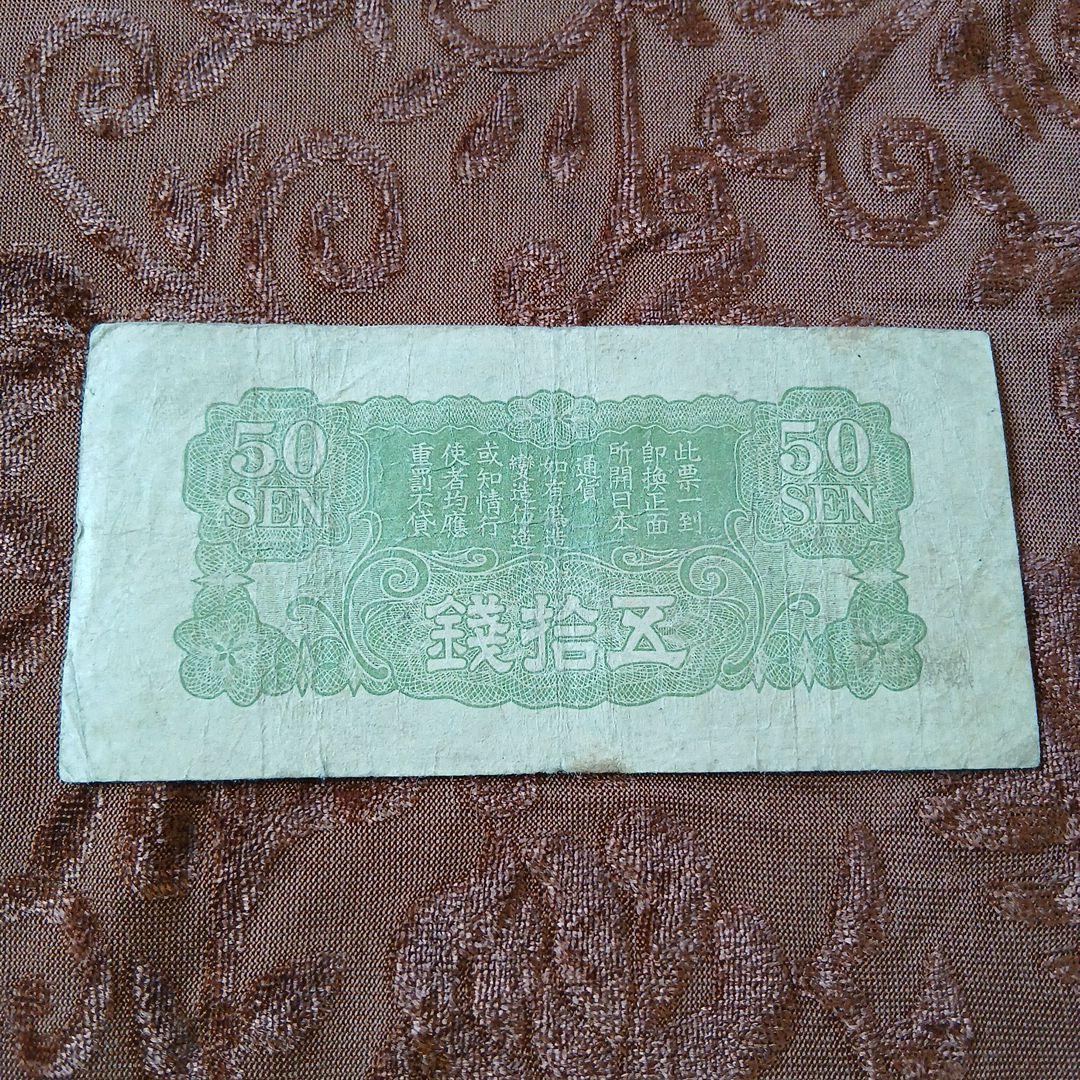 50
SEN
50
SEN
此票一到
即換正面
所開日本
通貨
如有偽造
變造仿造
或知情行
使者均應
重罰不貸
五拾錢